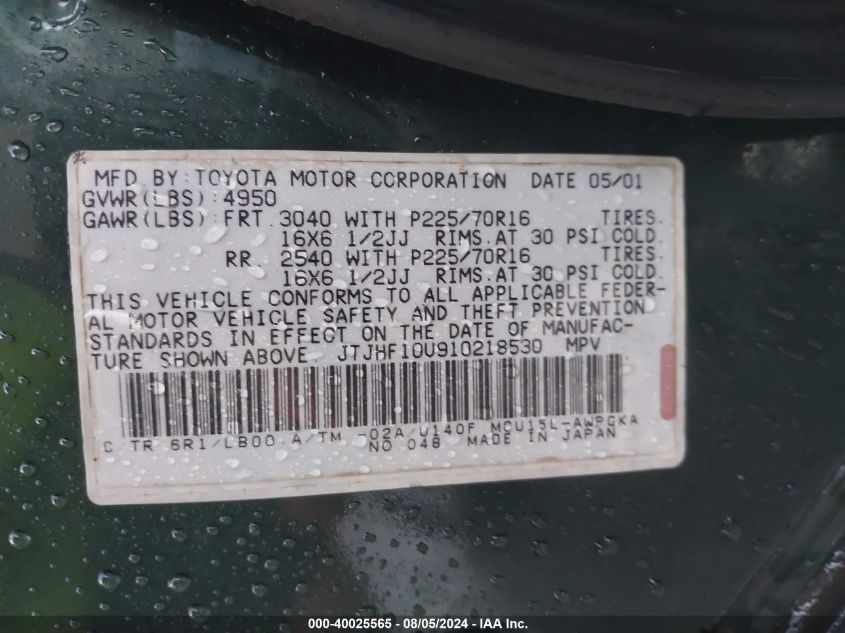 MFD BY: TOYOTA MOTOR CORPORATION DATE 05/01
GVWR(LBS): 4950
GAWR(LBS): FRT. 3040 WITH P225/70R16 TIRES.
16X6 1/2JJ RIMS.AT 30 PSI COLD.
RR. 2540 WITH P225/70R16 TIRES.
16X6 1/2JJ RIMS.AT 30 PSI COLD.
THIS VEHICLE CONFORMS TO ALL APPLICABLE FEDER-
AL MOTOR VEHICLE SAFETY AND THEFT PREVENTION
STANDARDS IN EFFECT ON THE DATE OF MANUFAC-
TURE SHOWN ABOVE. JTJHF10U910218530 MPV
C TR 6R1/LB00 A/TM -02A/U140F MCU15L-AWPGKA
NO.048 MADE IN JAPAN
000-40025565 - 08/05/2024 - IAA Inc.